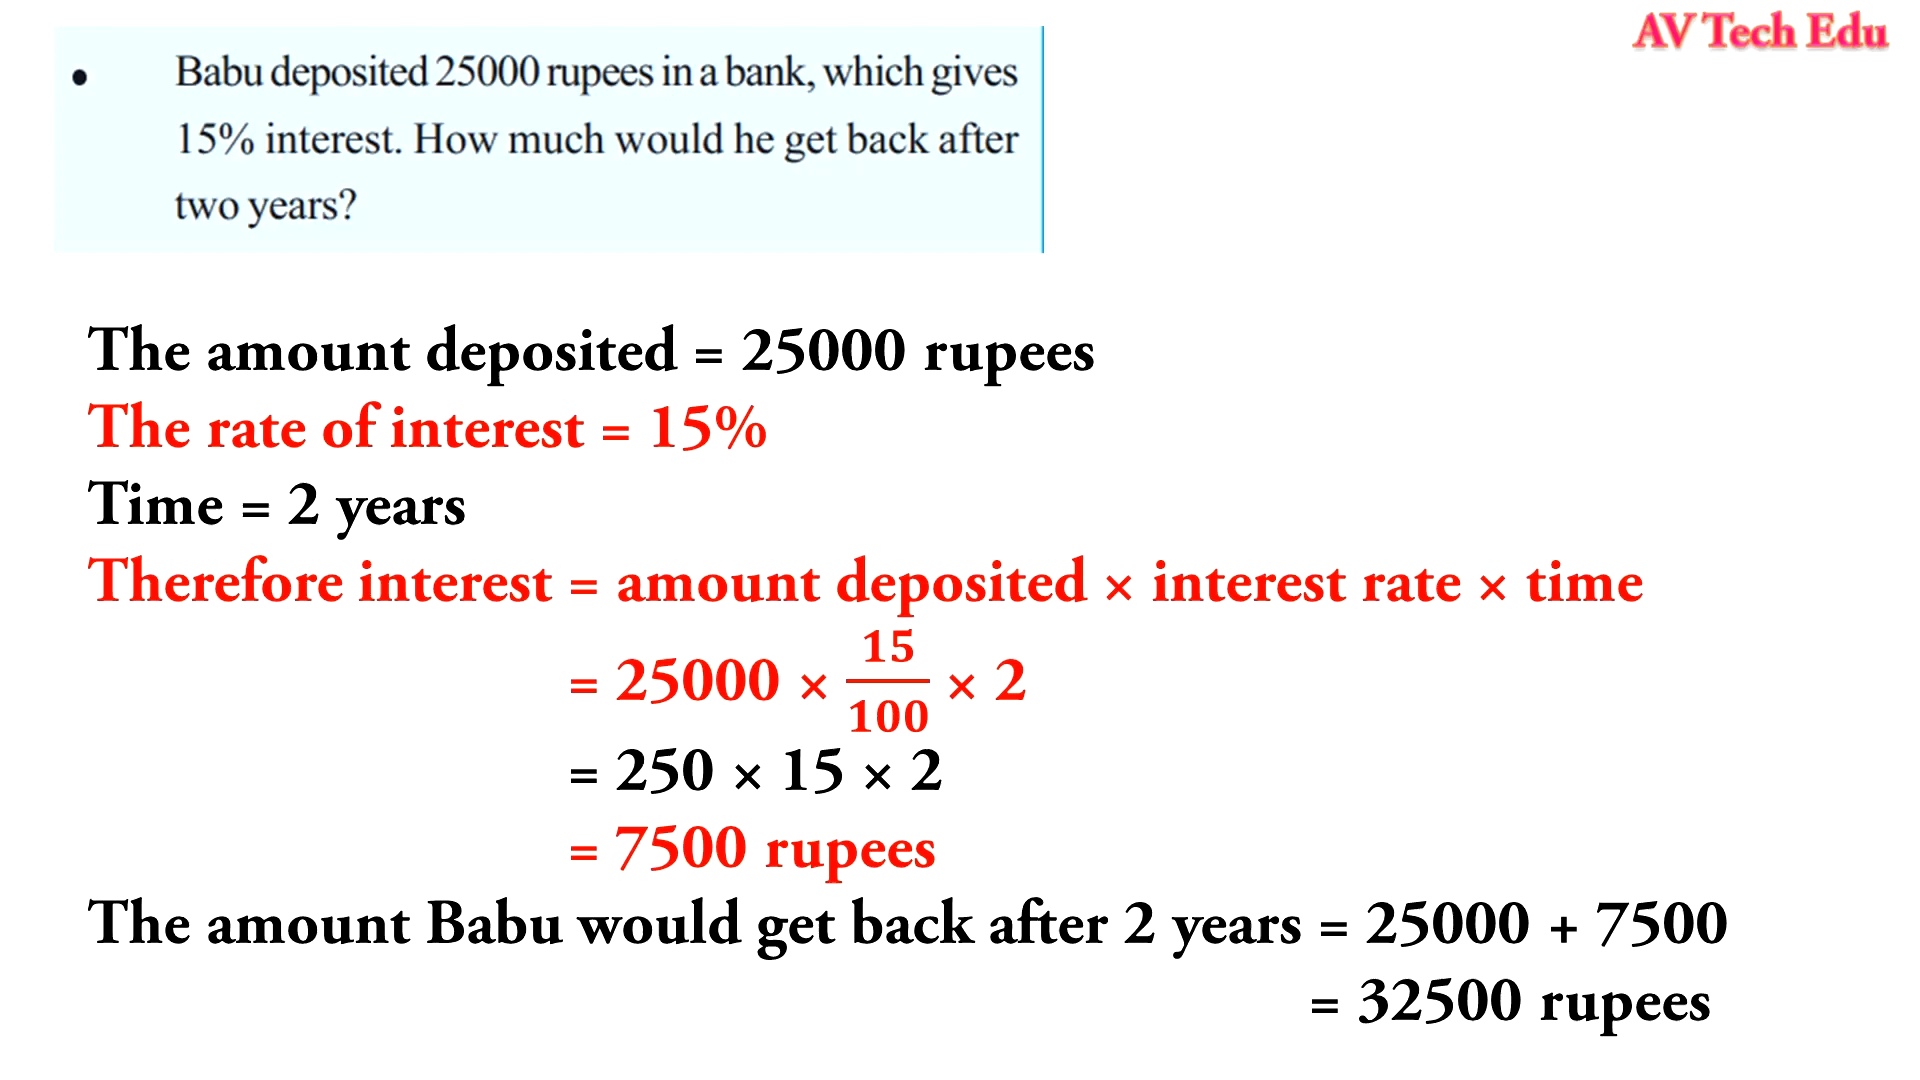 AV Tech Edu
• Babu deposited 25000 rupees in a bank, which gives
15% interest. How much would he get back after
two years?
The amount deposited = 25000 rupees
The rate of interest = 15%
Time = 2 years
Therefore interest = amount deposited × interest rate × time
= 25000 × 15/100 × 2
= 250 × 15 × 2
= 7500 rupees
The amount Babu would get back after 2 years = 25000 + 7500
= 32500 rupees